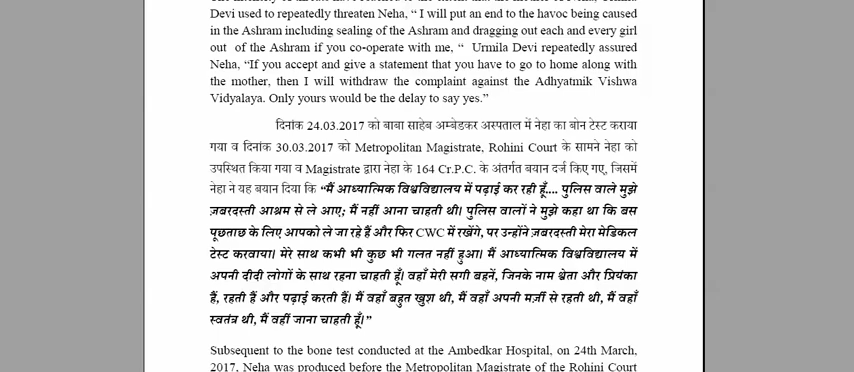 Devi used to repeatedly threaten Neha, “ I will put an end to the havoc being caused
in the Ashram including sealing of the Ashram and dragging out each and every girl
out of the Ashram if you co-operate with me, “ Urmila Devi repeatedly assured
Neha, “If you accept and give a statement that you have to go to home along with
the mother, then I will withdraw the complaint against the Adhyatmik Vishwa
Vidyalaya. Only yours would be the delay to say yes.”
दिनांक 24.03.2017 को बाबा साहेब अम्बेडकर अस्पताल में नेहा का बोन टेस्ट कराया
गया व दिनांक 30.03.2017 को Metropolitan Magistrate, Rohini Court के सामने नेहा को
उपस्थित किया गया व Magistrate द्वारा नेहा के 164 Cr.P.C. के अंतर्गत बयान दर्ज किए गए, जिसमें
नेहा ने यह बयान दिया कि “मैं आध्यात्मिक विश्वविद्यालय में पढ़ाई कर रही हूँ.... पुलिस वाले मुझे
ज़बरदस्ती आश्रम से ले आए; मैं नहीं आना चाहती थी। पुलिस वालों ने मुझे कहा था कि बस
पूछताछ के लिए आपको ले जा रहे हैं और फिर CWC में रखेंगे, पर उन्होंने ज़बरदस्ती मेरा मेडिकल
टेस्ट करवाया। मेरे साथ कभी भी कुछ भी गलत नहीं हुआ। मैं आध्यात्मिक विश्वविद्यालय में
अपनी दीदी लोगों के साथ रहना चाहती हूँ। वहाँ मेरी सगी बहनें, जिनके नाम श्वेता और प्रियंका
हैं, रहती हैं और पढ़ाई करती हैं। मैं वहाँ बहुत खुश थी, मैं वहाँ अपनी मर्ज़ी से रहती थी, मैं वहाँ
स्वतंत्र थी, मैं वहीं जाना चाहती हूँ।”
Subsequent to the bone test conducted at the Ambedkar Hospital, on 24th March,
2017, Neha was produced before the Metropolitan Magistrate of the Rohini Court